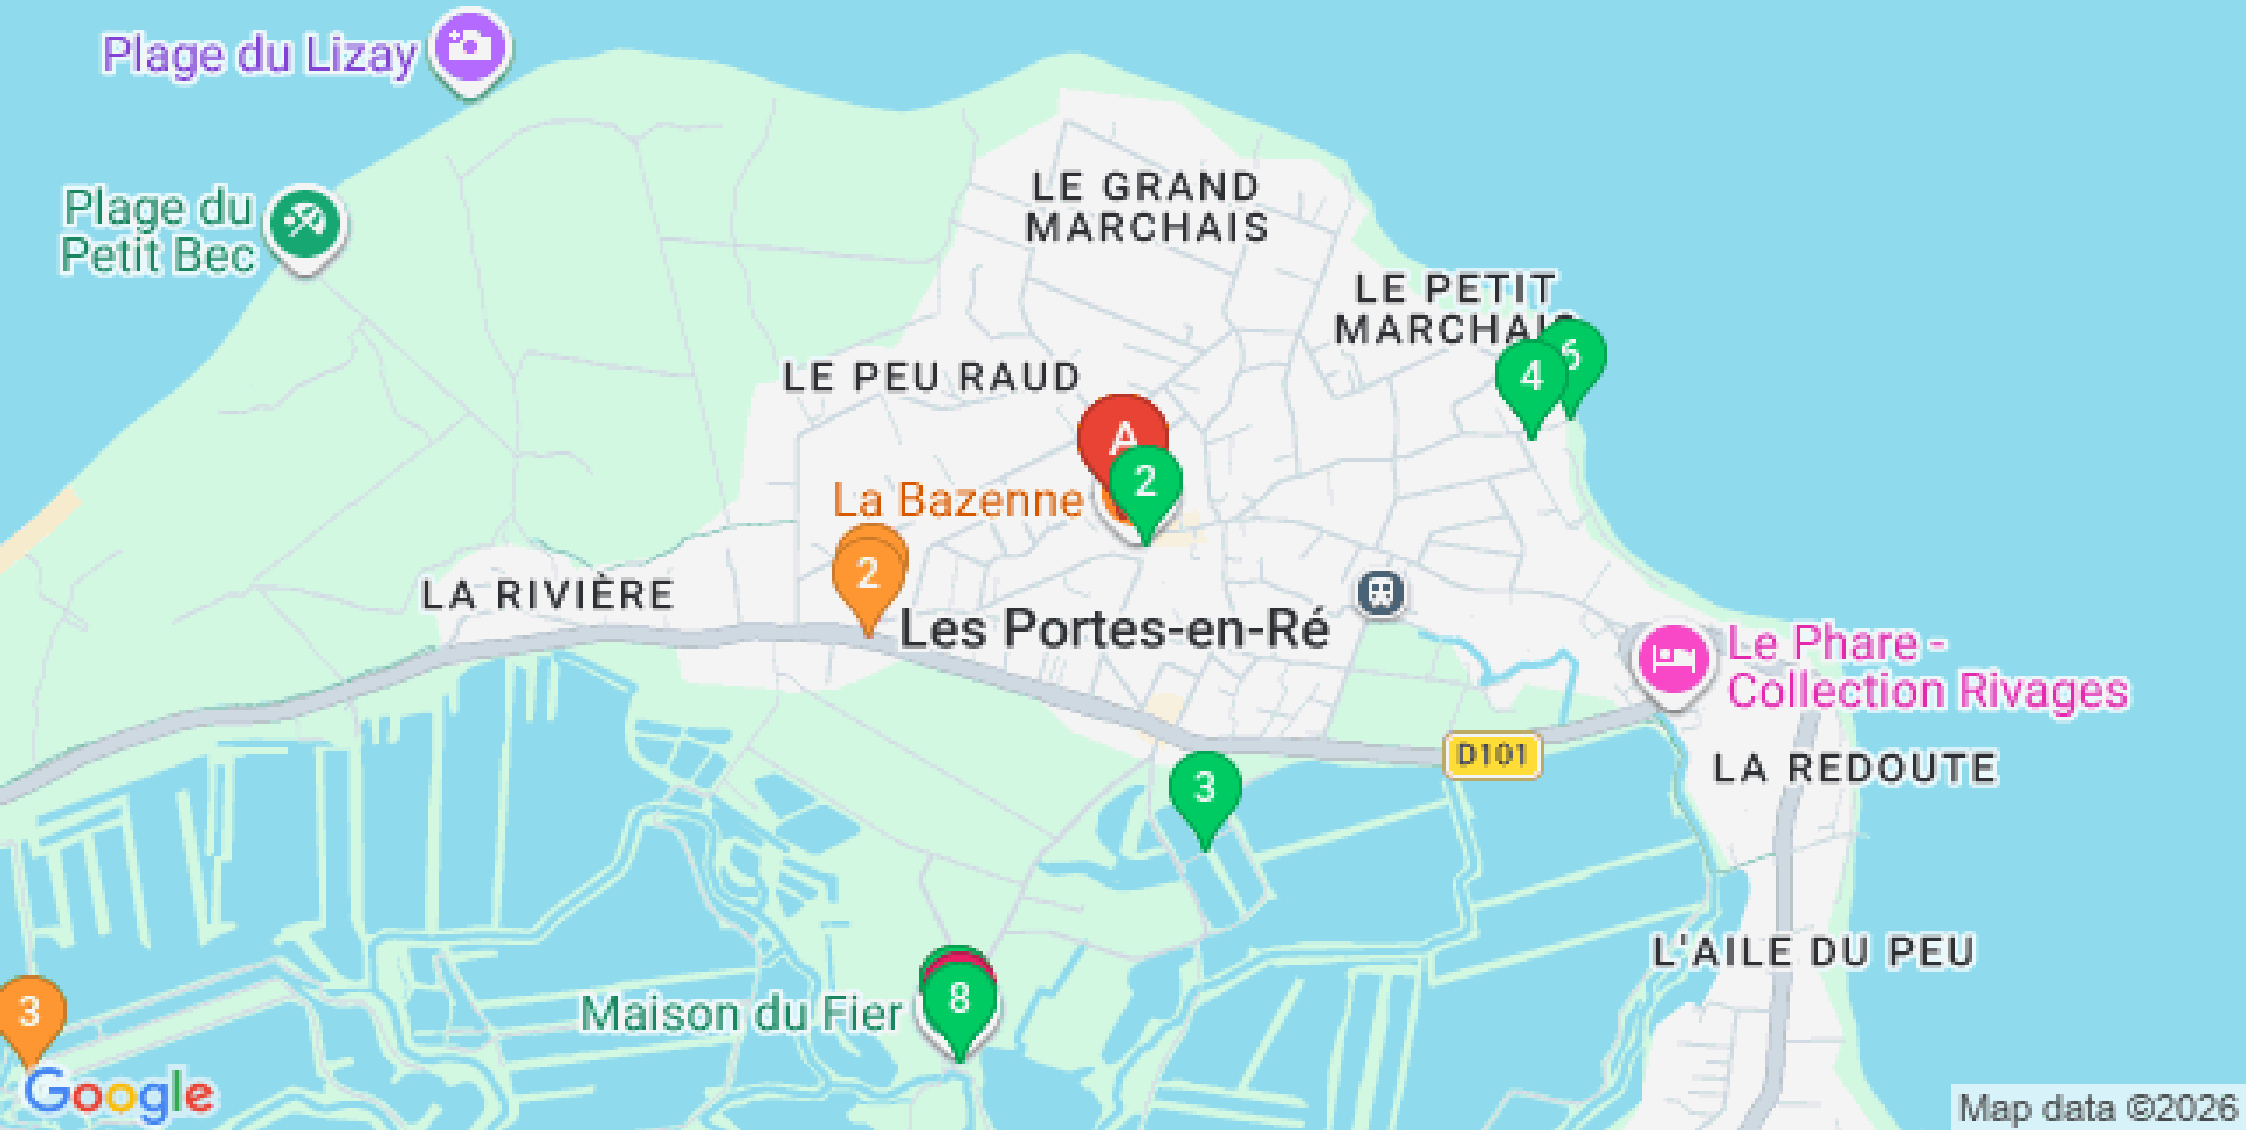 Plage du Lizay
Plage du
Petit Bec
LE GRAND
MARCHAIS
LE PETIT
MARCHAIS
6
4
LE PEU RAUD
A
2
La Bazenne
2
LA RIVIÈRE
Les Portes-en-Ré
Le Phare -
Collection Rivages
D101
LA REDOUTE
3
L'AILE DU PEU
8
Maison du Fier
3
Google
Map data ©2026